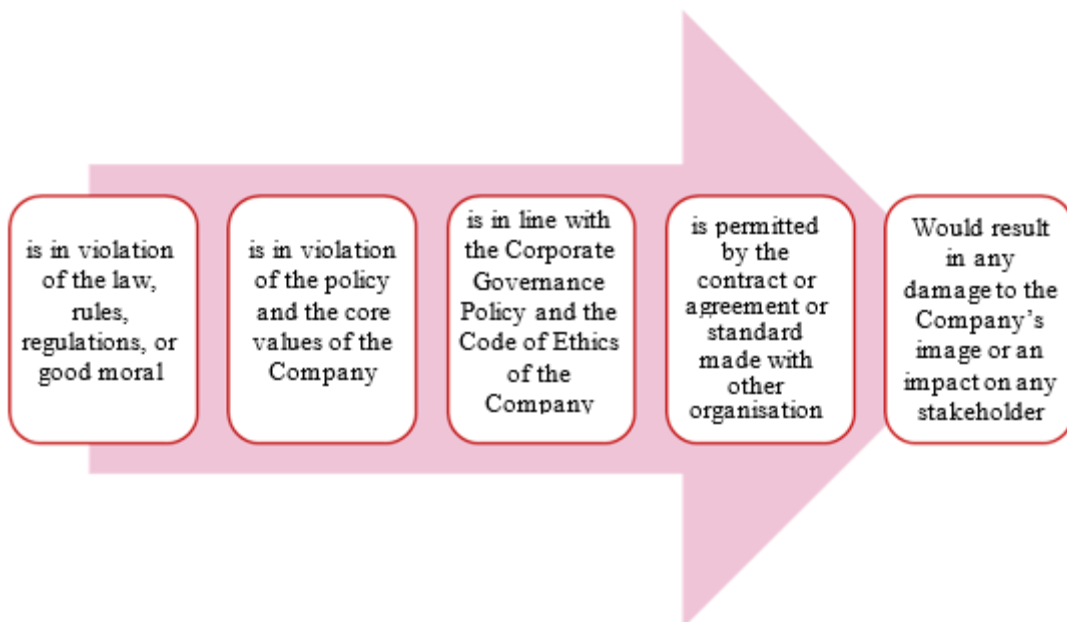 is in violation
of the law,
rules,
regulations, or
good moral
is in violation
of the policy
and the core
values of the
Company
is in line with
the Corporate
Governance
Policy and the
Code of Ethics
of the
Company
is permitted
by the
contract or
agreement or
standard
made with
other
organisation
Would result
in any
damage to the
Company’s
image or an
impact on any
stakeholder